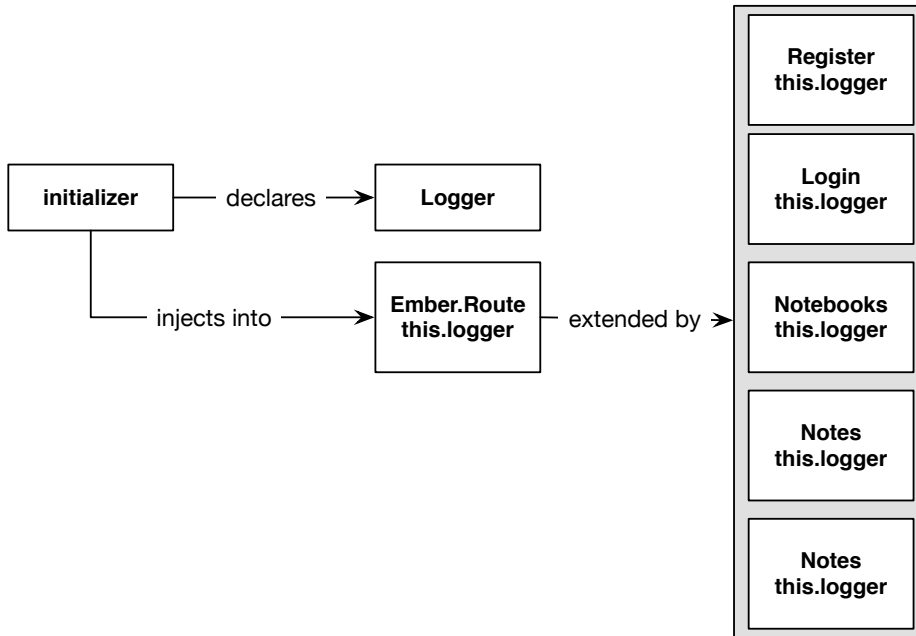 initializer
declares
Logger
injects into
Ember.Route
this.logger
extended by
Register
this.logger
Login
this.logger
Notebooks
this.logger
Notes
this.logger
Notes
this.logger